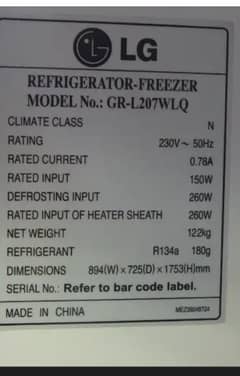 LG
REFRIGERATOR-FREEZER
MODEL No.: GR-L207WLQ
CLIMATE CLASS N
RATING 230V ~ 50Hz
RATED CURRENT 0.78A
RATED INPUT 150W
DEFROSTING INPUT 260W
RATED INPUT OF HEATER SHEATH 260W
NET WEIGHT 122kg
REFRIGERANT R134a 180g
DIMENSIONS 894(W) x 725(D) x 1753(H)mm
SERIAL No.: Refer to bar code label.
MADE IN CHINA